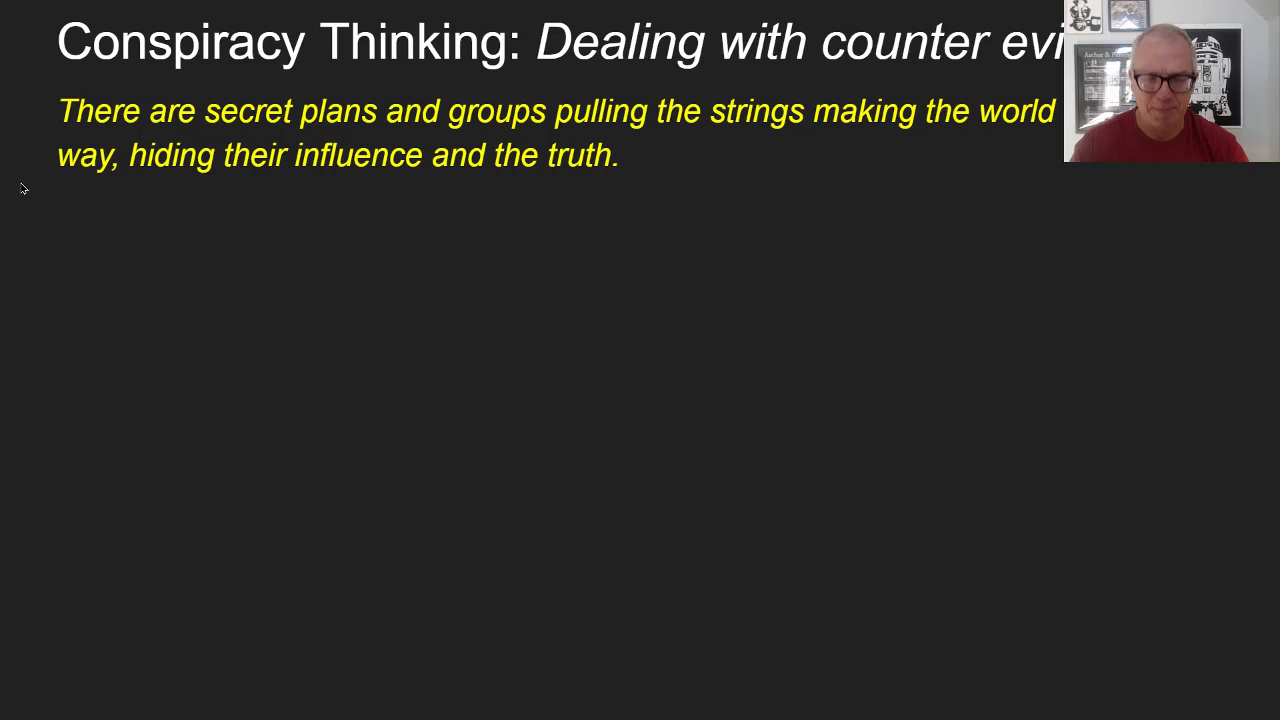 Conspiracy Thinking: Dealing with counter evi
There are secret plans and groups pulling the strings making the world
way, hiding their influence and the truth.